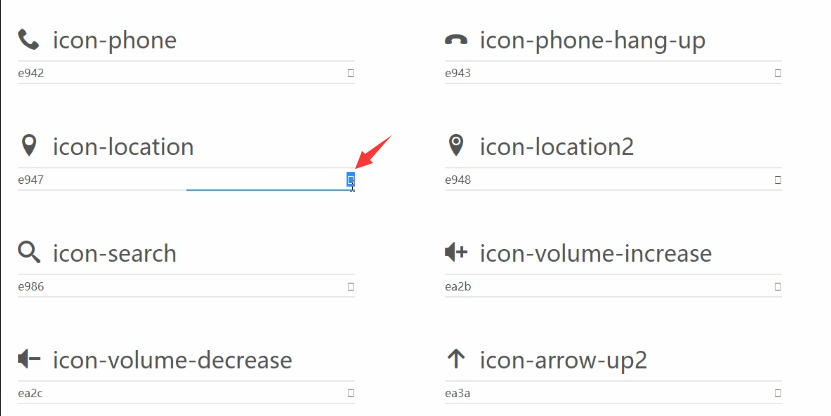 icon-phone
icon-phone-hang-up
e942
e943
icon-location
icon-location2
e947
e948
icon-search
icon-volume-increase
e986
ea2b
icon-volume-decrease
icon-arrow-up2
ea2c
ea3a